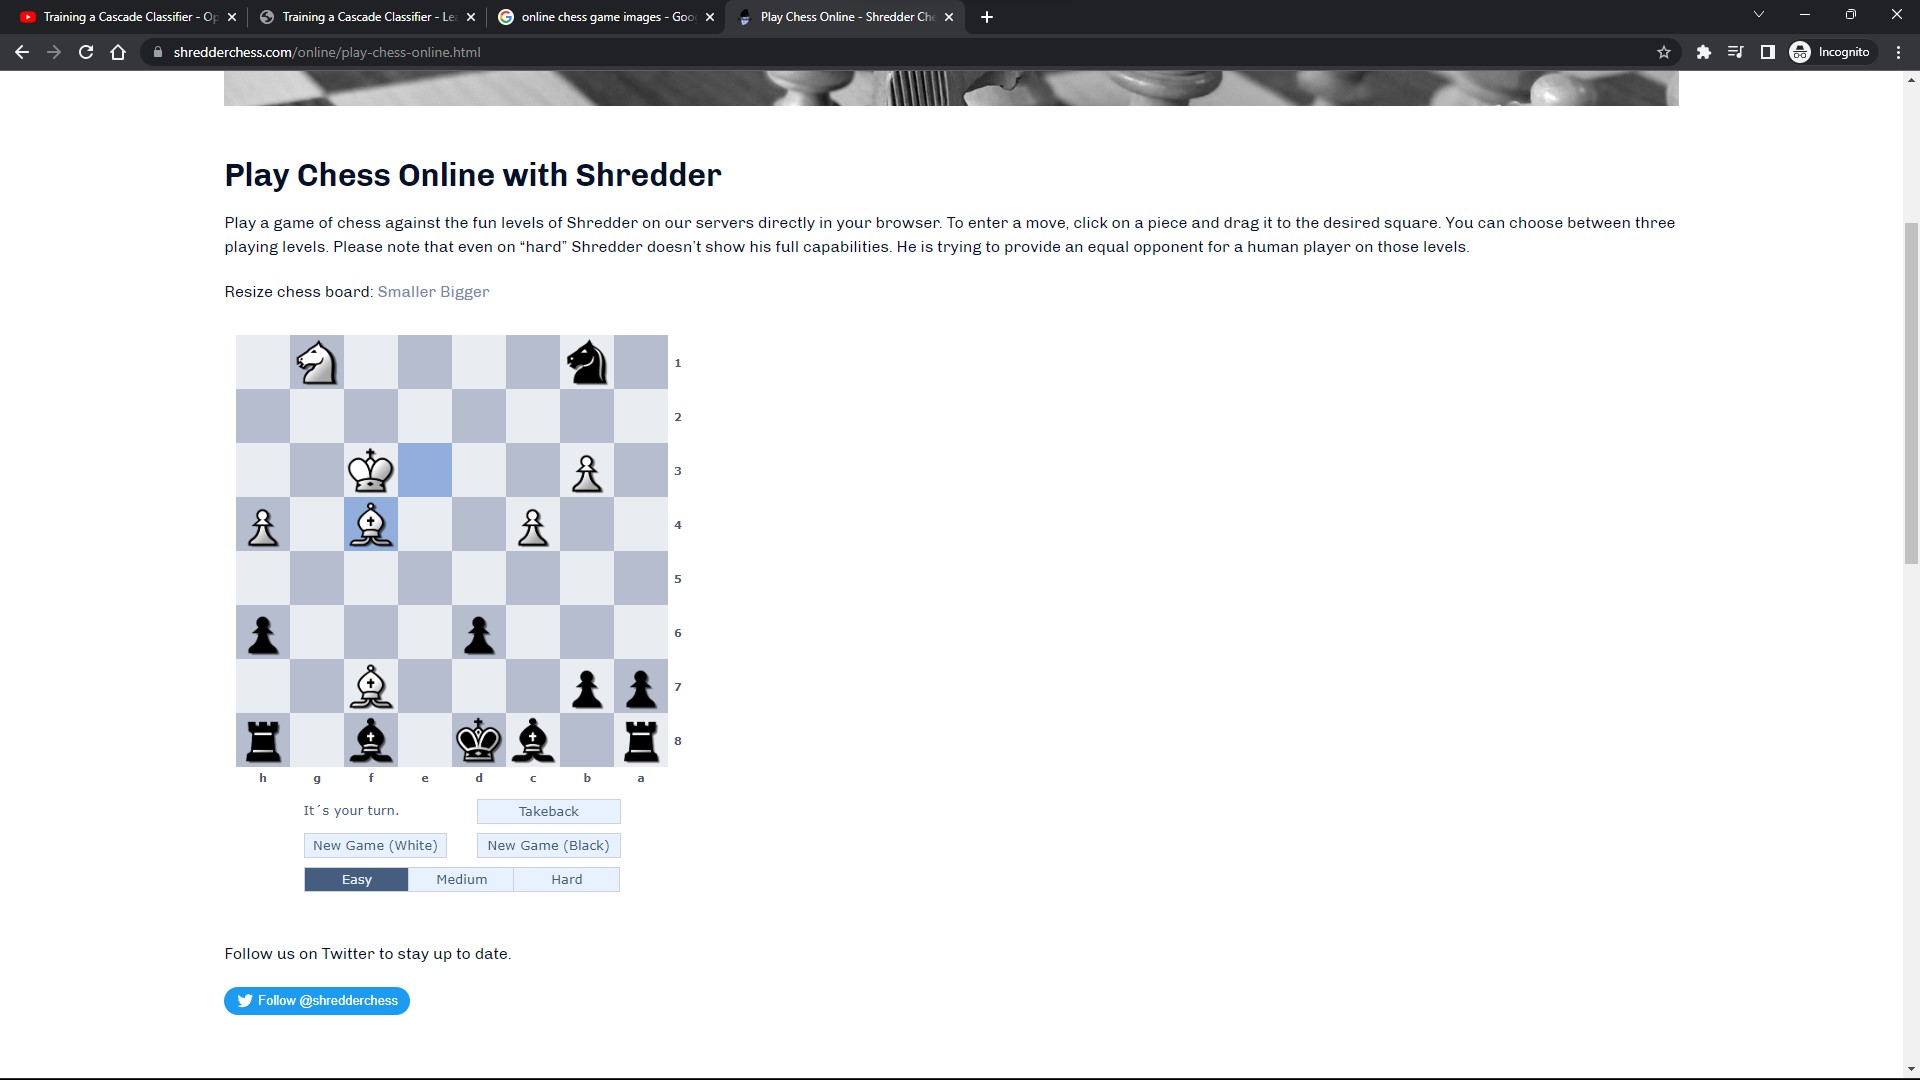 Training a Cascade Classifier - Op
Training a Cascade Classifier - Lea
online chess game images - Goo
Play Chess Online - Shredder Che
shredderchess.com/online/play-chess-online.html
Incognito
Play Chess Online with Shredder
Play a game of chess against the fun levels of Shredder on our servers directly in your browser. To enter a move, click on a piece and drag it to the desired square. You can choose between three
playing levels. Please note that even on “hard” Shredder doesn’t show his full capabilities. He is trying to provide an equal opponent for a human player on those levels.
Resize chess board: Smaller Bigger
1
2
3
4
5
6
7
8
h g f e d c b a
It´s your turn. Takeback
New Game (White) New Game (Black)
Easy Medium Hard
Follow us on Twitter to stay up to date.
Follow @shredderchess